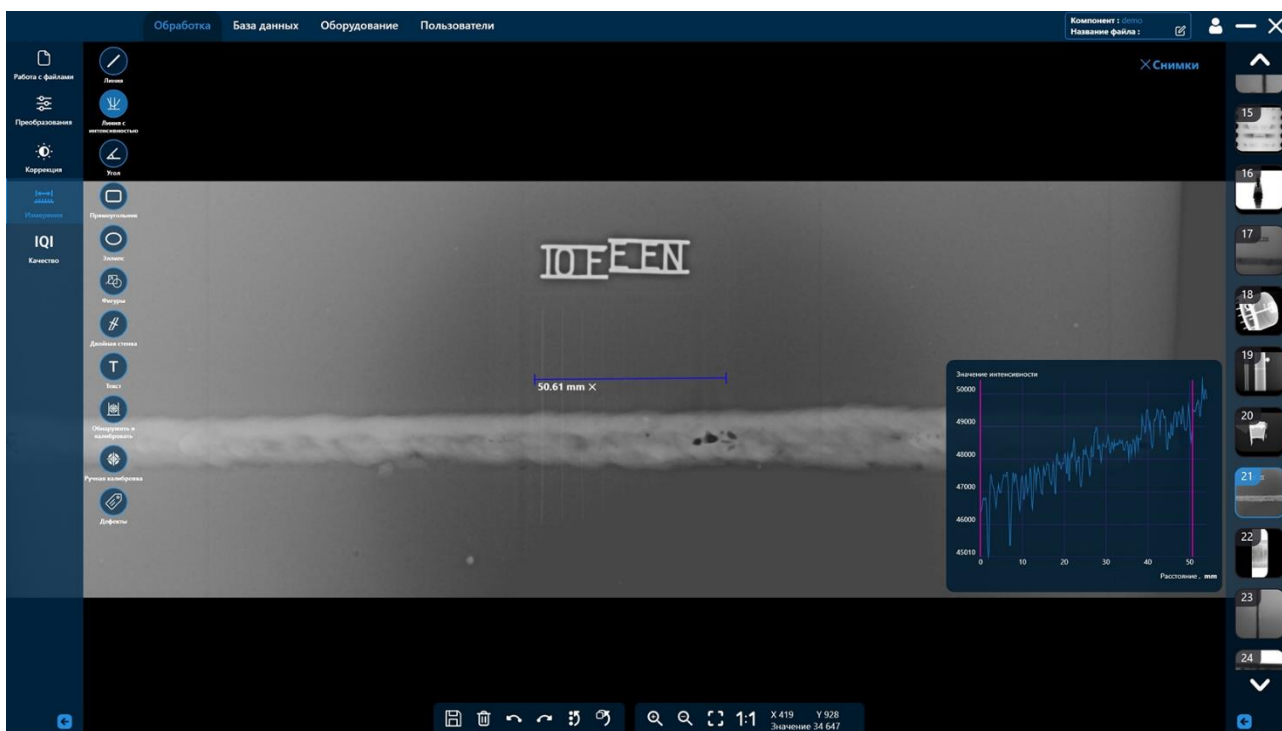 Обработка База данных Оборудование Пользователи
Компонент : demo
Название файла :
Работа с файлами
Преобразования
Коррекция
Измерения
IQI
Качество
Линия
Линия с
интенсивностью
Угол
Прямоугольник
Эллипс
Фигуры
Двойная стенка
T
Текст
Обнаружить и
калибровать
Ручная калибровка
Дефекты
Снимки
IO F E EN
50.61 mm
Значение интенсивности
50000
49000
48000
47000
46000
45010
0 10 20 30 40 50
Расстояние , mm
15
16
17
18
19
20
21
22
23
24
1:1
X 419 Y 928
Значение 34 647